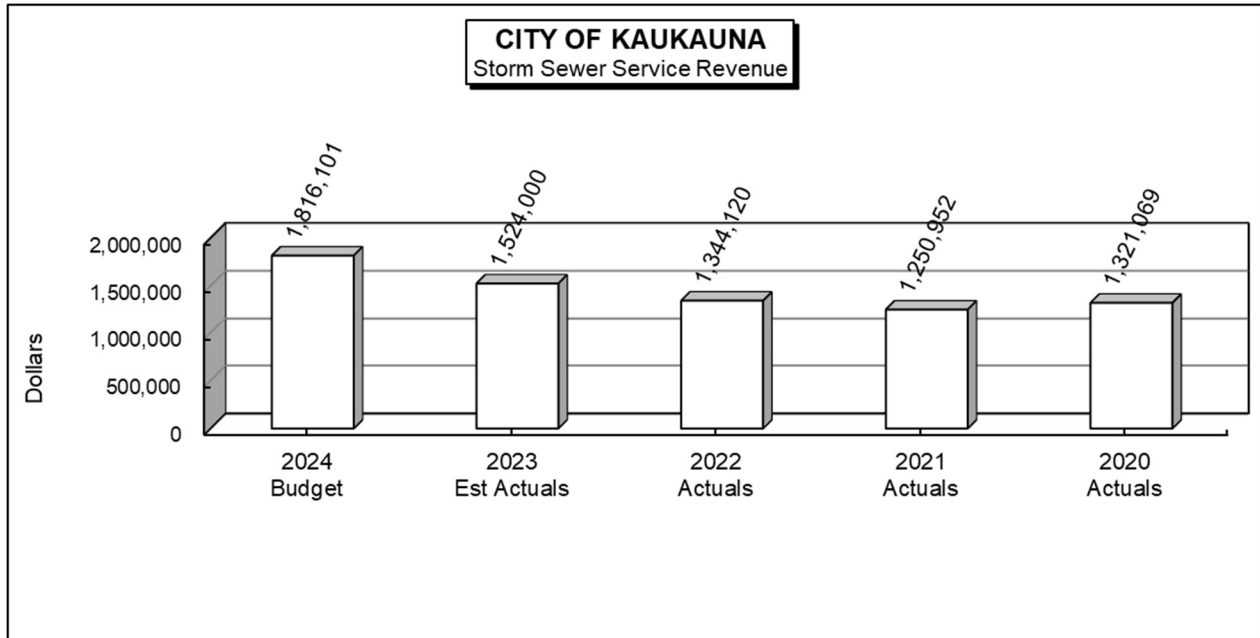 CITY OF KAUKAUNA
Storm Sewer Service Revenue
1,816,101
1,524,000
1,344,120
1,250,952
1,321,069
2,000,000
1,500,000
1,000,000
500,000
0
Dollars
2024
Budget
2023
Est Actuals
2022
Actuals
2021
Actuals
2020
Actuals